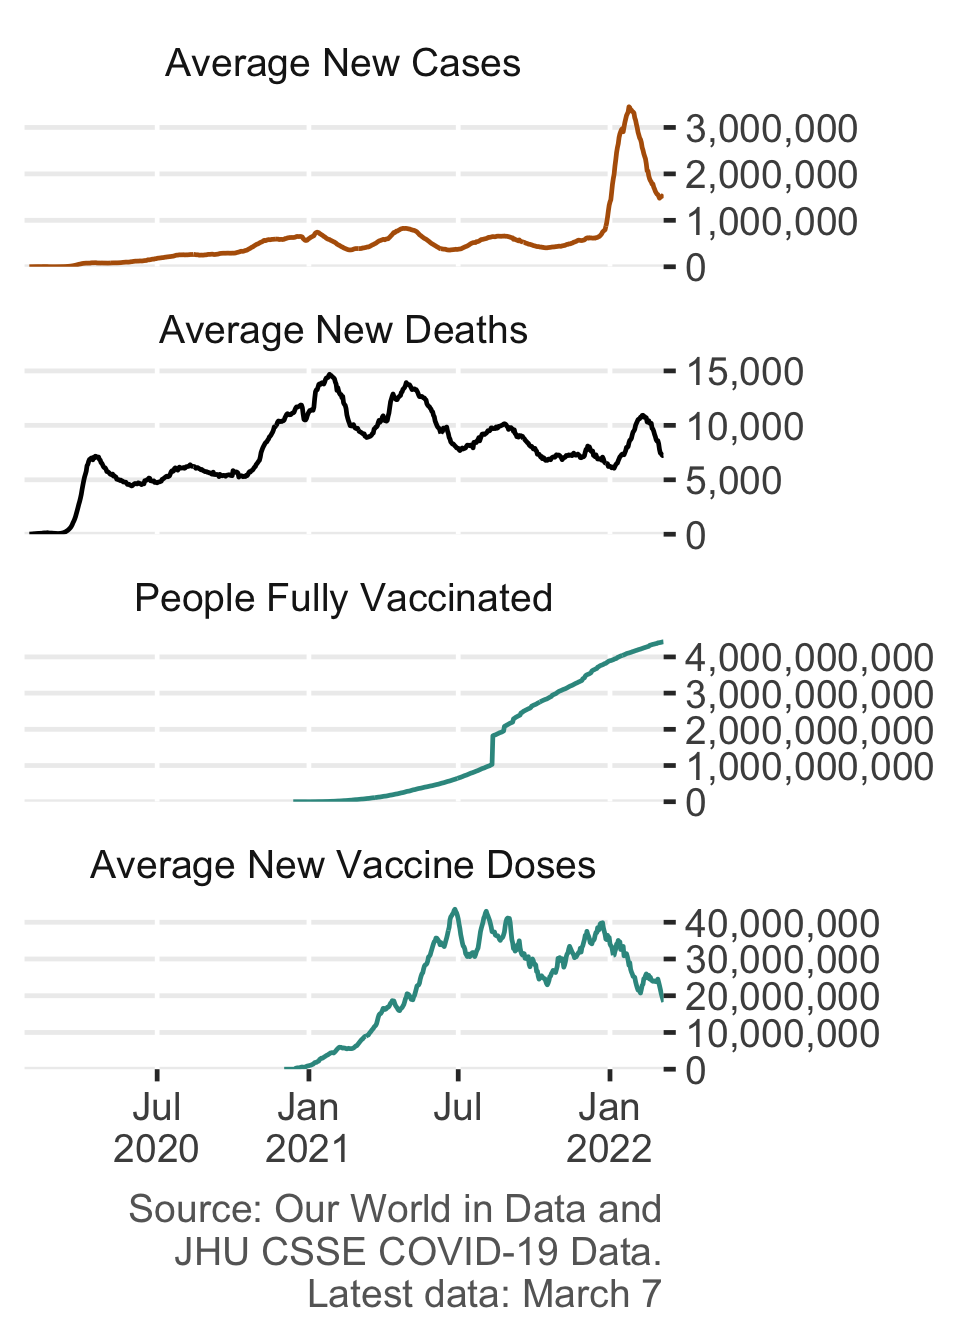 Average New Cases
3,000,000
2,000,000
1,000,000
0
Average New Deaths
15,000
10,000
5,000
0
People Fully Vaccinated
4,000,000,000
3,000,000,000
2,000,000,000
1,000,000,000
0
Average New Vaccine Doses
40,000,000
30,000,000
20,000,000
10,000,000
0
Jul Jan Jul Jan
2020 2021 2022
Source: Our World in Data and
JHU CSSE COVID-19 Data.
Latest data: March 7